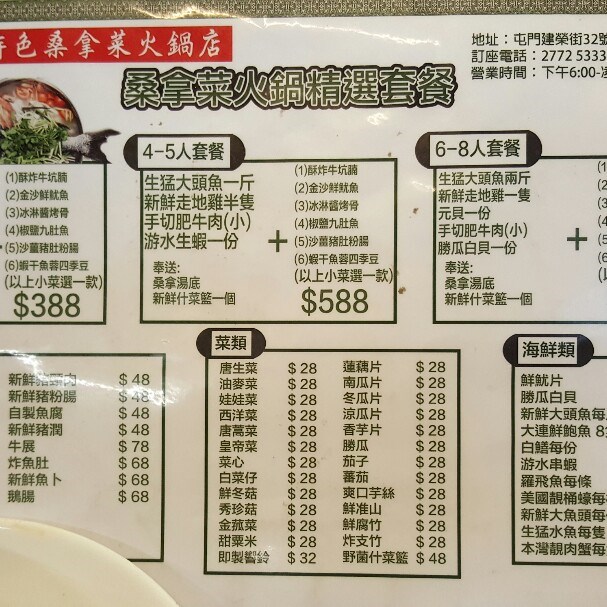 特色桑拿菜火鍋店
地址：屯門建榮街32號
訂座電話：2772 5333
營業時間：下午6:00-凌
桑拿菜火鍋精選套餐
(1)酥炸牛坑腩
(2)金沙鮮魷魚
(3)冰淋醬烤骨
(4)椒鹽九肚魚
(5)沙薑豬肚粉腸
(6)蝦干魚蓉四季豆
(以上小菜選一款)
$388
4-5人套餐
生猛大頭魚一斤
新鮮走地雞半隻
手切肥牛肉(小)
游水生蝦一份
奉送:
桑拿湯底
新鮮什菜籃一個
+
(1)酥炸牛坑腩
(2)金沙鮮魷魚
(3)冰淋醬烤骨
(4)椒鹽九肚魚
(5)沙薑豬肚粉腸
(6)蝦干魚蓉四季豆
(以上小菜選一款)
$588
6-8人套餐
生猛大頭魚兩斤
新鮮走地雞一隻
元貝一份
手切肥牛肉(小)
勝瓜白貝一份
奉送:
桑拿湯底
新鮮什菜籃一個
+
新鮮豬頸肉 $48
新鮮豬粉腸 $48
自製魚腐 $48
新鮮豬潤 $48
牛展 $78
炸魚肚 $68
新鮮魚卜 $68
鵝腸 $68
菜類
唐生菜 $28 蓮藕片 $28
油麥菜 $28 南瓜片 $28
娃娃菜 $28 冬瓜片 $28
西洋菜 $28 涼瓜片 $28
唐蒿菜 $28 香芋片 $28
皇帝菜 $28 勝瓜 $28
菜心 $28 茄子 $28
白菜仔 $28 蕃茄 $28
鮮冬菇 $28 爽口芋絲 $28
秀珍菇 $28 鮮准山 $28
金菰菜 $28 鮮腐竹 $28
甜粟米 $28 炸支竹 $28
即製響鈴 $32 野菌什菜籃 $48
海鮮類
鮮魷片
勝瓜白貝
新鮮大頭魚每
大連鮮鮑魚 8
白鱔每份
游水串蝦
羅飛魚每條
美國靚桶蠔每
新鮮大魚頭每
生猛水魚每隻
本灣靚肉蟹每